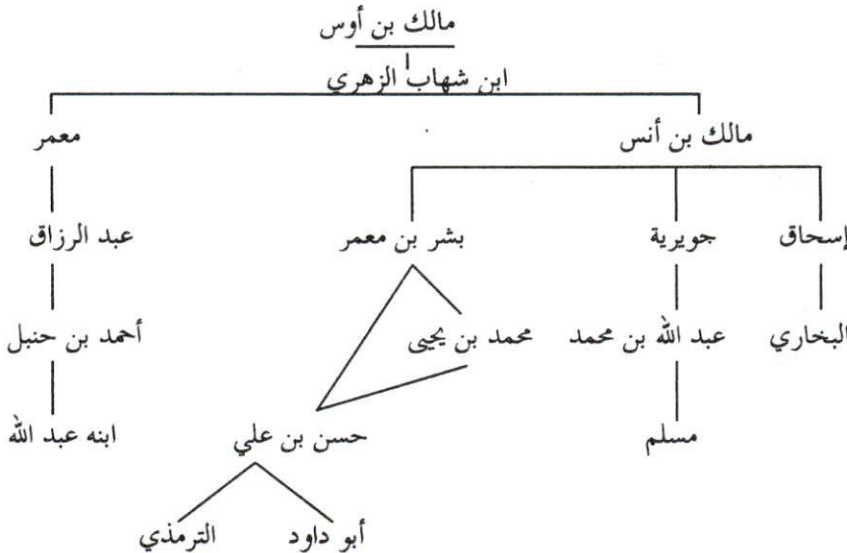 مالك بن أوس
ابن شهاب الزهري
مالك بن أنس معمر
إسحاق جويرية بشر بن معمر عبد الرزاق
البخاري عبد الله بن محمد محمد بن يحيى أحمد بن حنبل
مسلم حسن بن علي ابنه عبد الله
أبو داود الترمذي